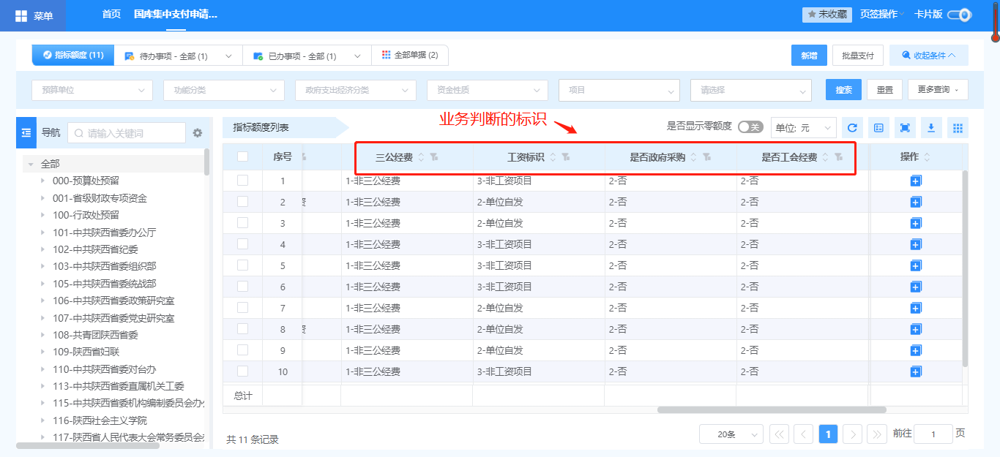 菜单 首页 国库集中支付申请... 未收藏 页签操作 卡片版
指标额度 (11) 待办事项 - 全部 (1) 已办事项 - 全部 (1) 全部单据 (2) 新增 批量支付 收起条件
预算单位 功能分类 政府支出经济分类 资金性质 项目 请选择 搜索 重置 更多查询
业务判断的标识
导航 请输入关键词
指标额度列表 是否显示零额度 关 单位: 元
全部
000-预算处预留
001-省级财政专项资金
100-行政处预留
101-中共陕西省委办公厅
102-中共陕西省纪委
103-中共陕西省委组织部
105-中共陕西省委统战部
106-中共陕西省委政策研究室
107-中共陕西省委党史研究室
108-共青团陕西省委
109-陕西省妇联
110-中共陕西省委对台办
113-中共陕西省委直属机关工委
115-中共陕西省委机构编制委员会办
116-陕西社会主义学院
117-陕西省人民代表大会常务委员会
序号 三公经费 工资标识 是否政府采购 是否工会经费 操作
1 1-非三公经费 3-非工资项目 2-否 2-否
2 1-非三公经费 2-单位自发 2-否 2-否
3 1-非三公经费 2-单位自发 2-否 2-否
4 1-非三公经费 3-非工资项目 2-否 2-否
5 1-非三公经费 3-非工资项目 2-否 2-否
6 1-非三公经费 3-非工资项目 2-否 2-否
7 1-非三公经费 2-单位自发 2-否 2-否
8 1-非三公经费 2-单位自发 2-否 2-否
9 1-非三公经费 2-单位自发 2-否 2-否
10 1-非三公经费 3-非工资项目 2-否 2-否
总计
共 11 条记录 20条 1 前往 1 页